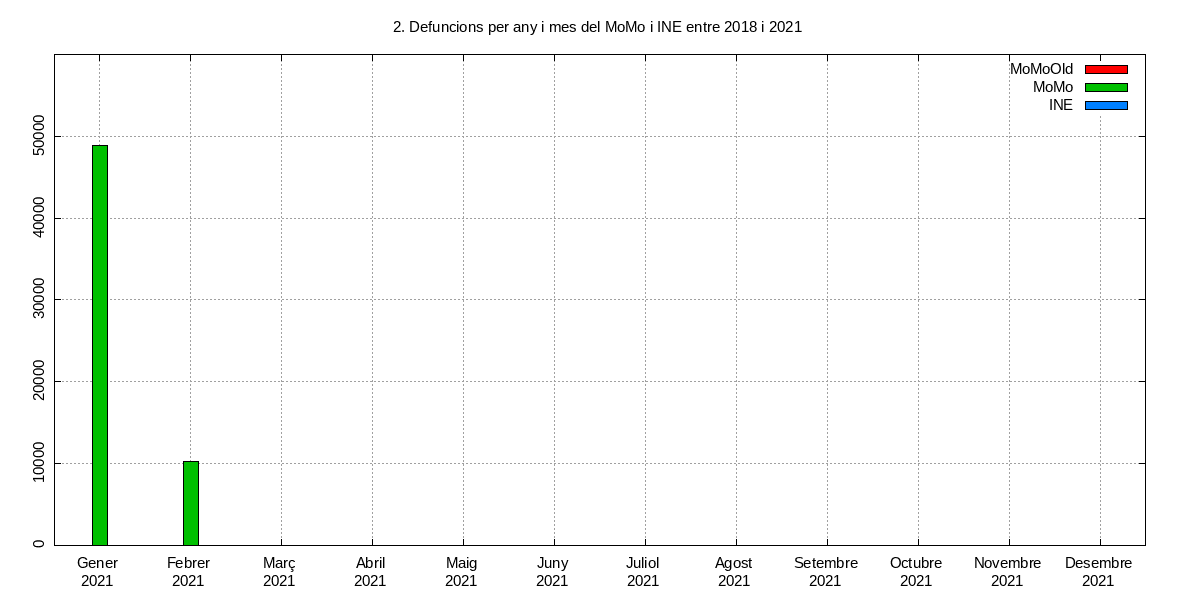 2. Defuncions per any i mes del MoMo i INE entre 2018 i 2021
MoMoOld
MoMo
INE
50000
40000
30000
20000
10000
0
Gener Febrer Març Abril Maig Juny Juliol Agost Setembre Octubre Novembre Desembre
2021 2021 2021 2021 2021 2021 2021 2021 2021 2021 2021 2021